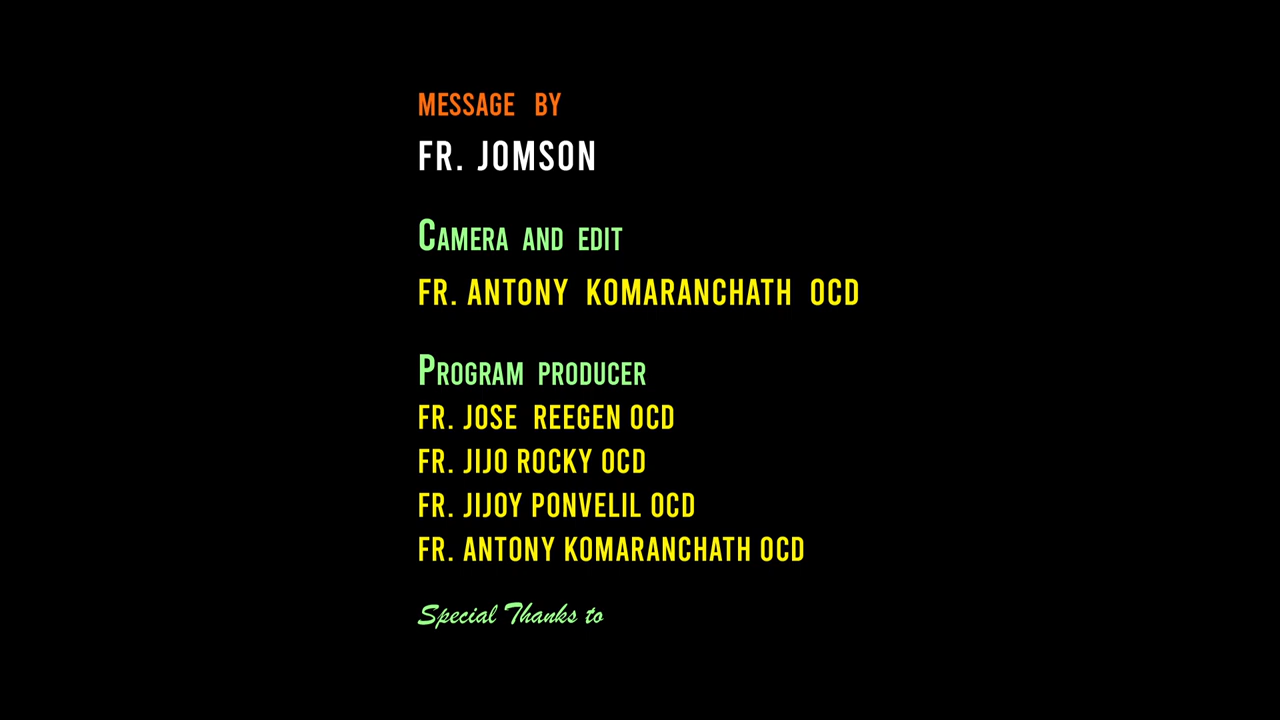 MESSAGE BY
FR. JOMSON
CAMERA AND EDIT
FR. ANTONY KOMARANCHATH OCD
PROGRAM PRODUCER
FR. JOSE REEGEN OCD
FR. JIJO ROCKY OCD
FR. JIJOY PONVELIL OCD
FR. ANTONY KOMARANCHATH OCD
Special Thanks to